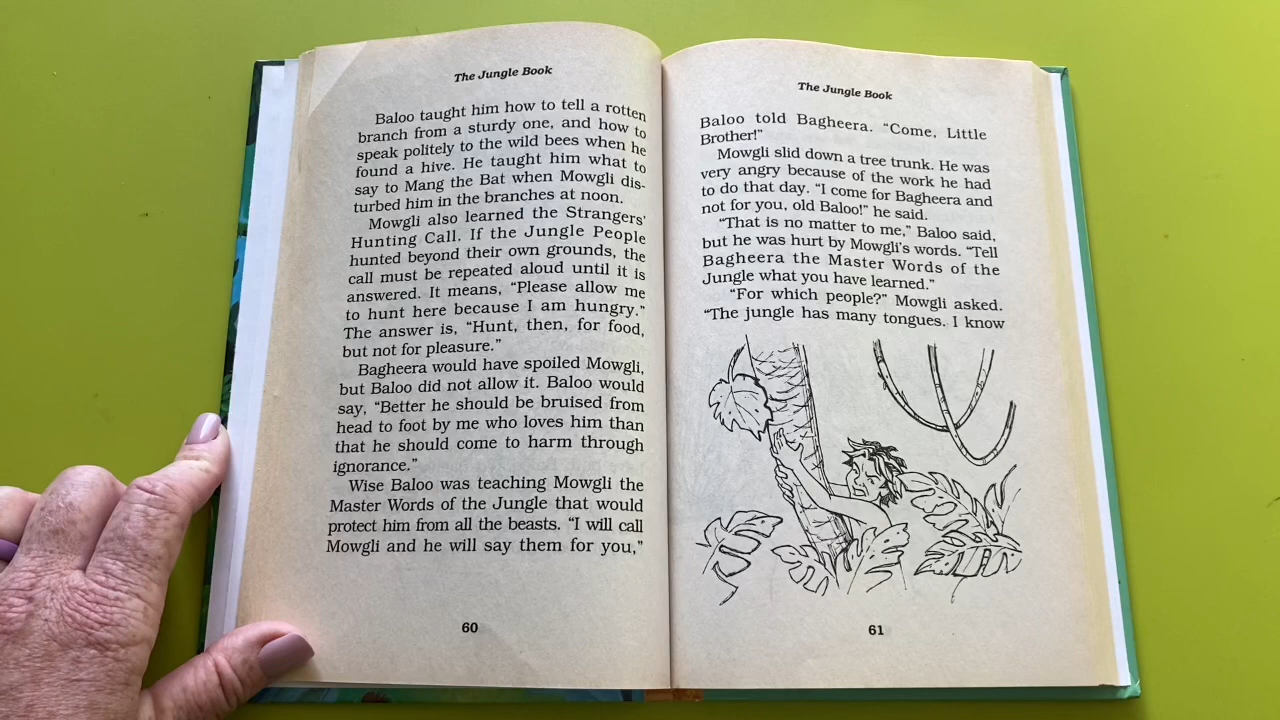 The Jungle Book
Baloo taught him how to tell a rotten
branch from a sturdy one, and how to
speak politely to the wild bees when he
found a hive. He taught him what to
say to Mang the Bat when Mowgli dis-
turbed him in the branches at noon.
Mowgli also learned the Strangers’
Hunting Call. If the Jungle People
hunted beyond their own grounds, the
call must be repeated aloud until it is
answered. It means, “Please allow me
to hunt here because I am hungry.”
The answer is, “Hunt, then, for food,
but not for pleasure.”
Bagheera would have spoiled Mowgli,
but Baloo did not allow it. Baloo would
say, “Better he should be bruised from
head to foot by me who loves him than
that he should come to harm through
ignorance.”
Wise Baloo was teaching Mowgli the
Master Words of the Jungle that would
protect him from all the beasts. “I will call
Mowgli and he will say them for you,”
60
The Jungle Book
Baloo told Bagheera. “Come, Little
Brother!”
Mowgli slid down a tree trunk. He was
very angry because of the work he had
to do that day. “I come for Bagheera and
not for you, old Baloo!” he said.
“That is no matter to me,” Baloo said,
but he was hurt by Mowgli’s words. “Tell
Bagheera the Master Words of the
Jungle what you have learned.”
“For which people?” Mowgli asked.
“The jungle has many tongues. I know
61